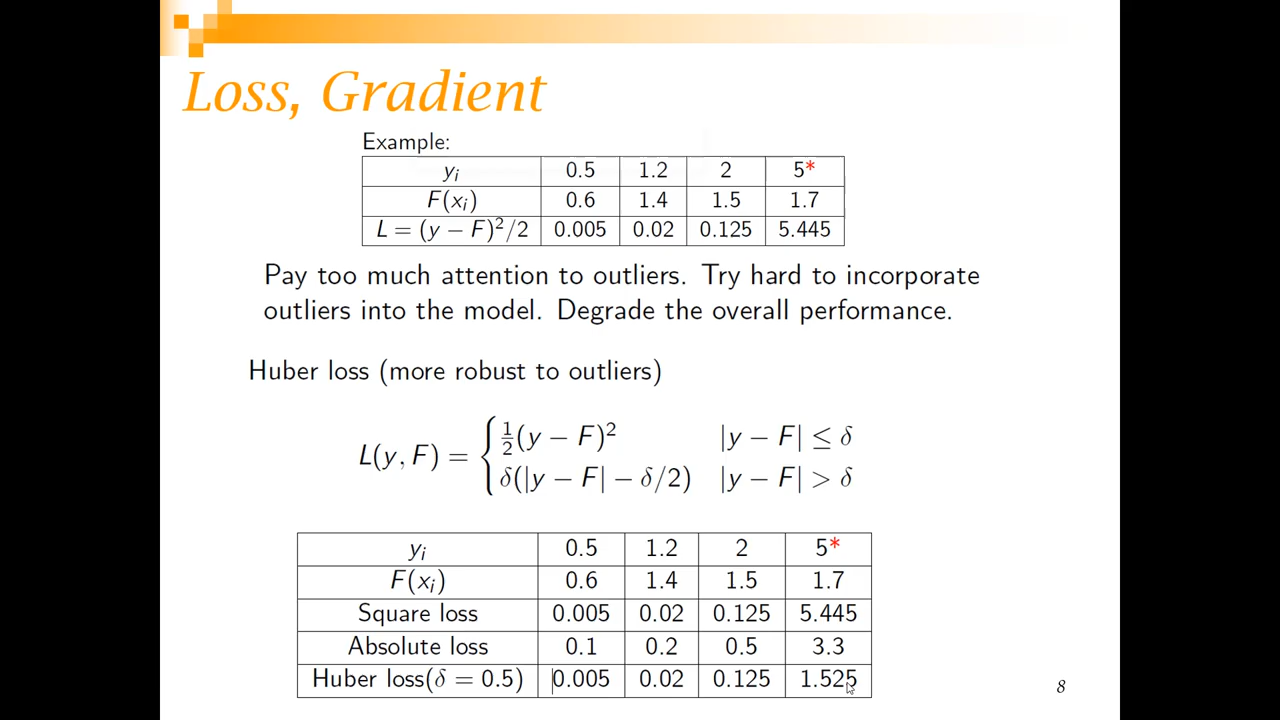 Loss, Gradient
Example:
yᵢ 0.5 1.2 2 5*
F(xᵢ) 0.6 1.4 1.5 1.7
L = (y − F)²/2 0.005 0.02 0.125 5.445
Pay too much attention to outliers. Try hard to incorporate
outliers into the model. Degrade the overall performance.
Huber loss (more robust to outliers)
L(y, F) = { ½(y − F)² |y − F| ≤ δ
δ(|y − F| − δ/2) |y − F| > δ
yᵢ 0.5 1.2 2 5*
F(xᵢ) 0.6 1.4 1.5 1.7
Square loss 0.005 0.02 0.125 5.445
Absolute loss 0.1 0.2 0.5 3.3
Huber loss(δ = 0.5) 0.005 0.02 0.125 1.525
8